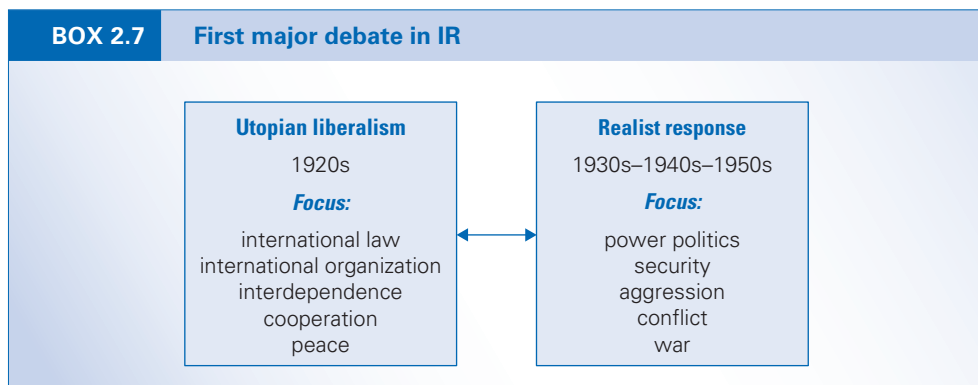 BOX 2.7 First major debate in IR
Utopian liberalism
1920s
Focus:
international law
international organization
interdependence
cooperation
peace
Realist response
1930s–1940s–1950s
Focus:
power politics
security
aggression
conflict
war